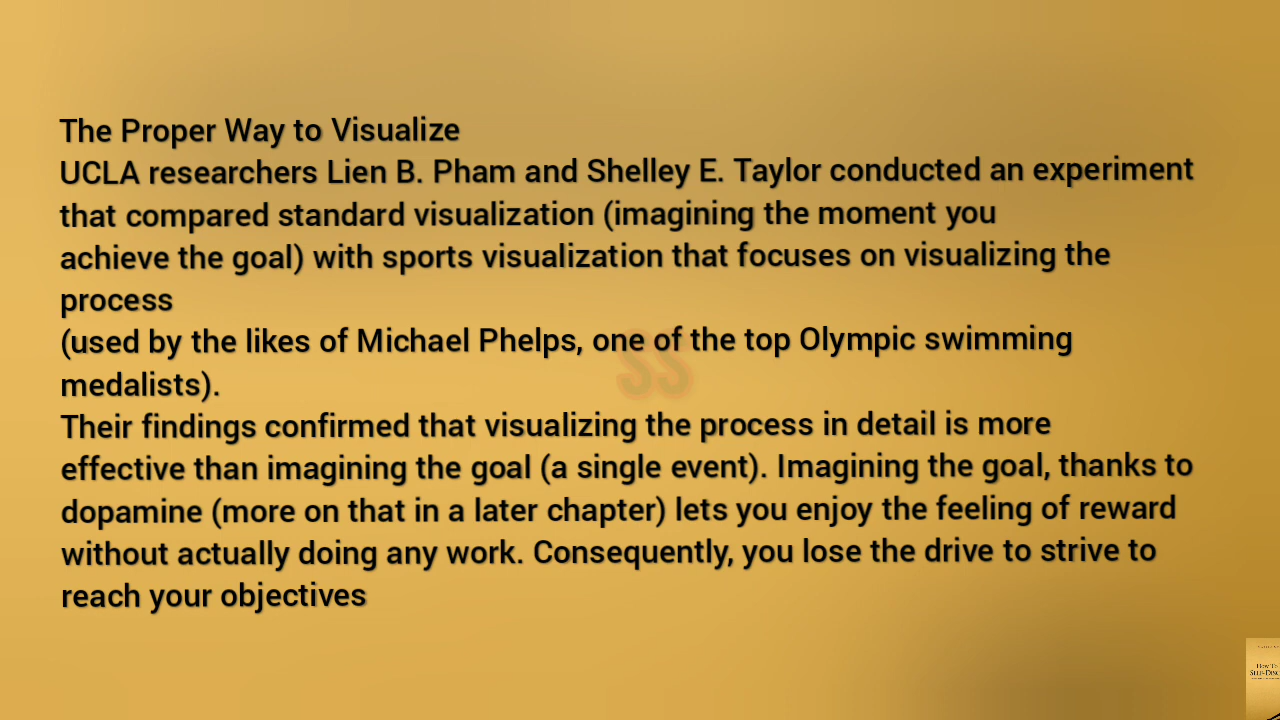 The Proper Way to Visualize
UCLA researchers Lien B. Pham and Shelley E. Taylor conducted an experiment
that compared standard visualization (imagining the moment you
achieve the goal) with sports visualization that focuses on visualizing the
process
(used by the likes of Michael Phelps, one of the top Olympic swimming
medalists).
Their findings confirmed that visualizing the process in detail is more
effective than imagining the goal (a single event). Imagining the goal, thanks to
dopamine (more on that in a later chapter) lets you enjoy the feeling of reward
without actually doing any work. Consequently, you lose the drive to strive to
reach your objectives
SS
How To